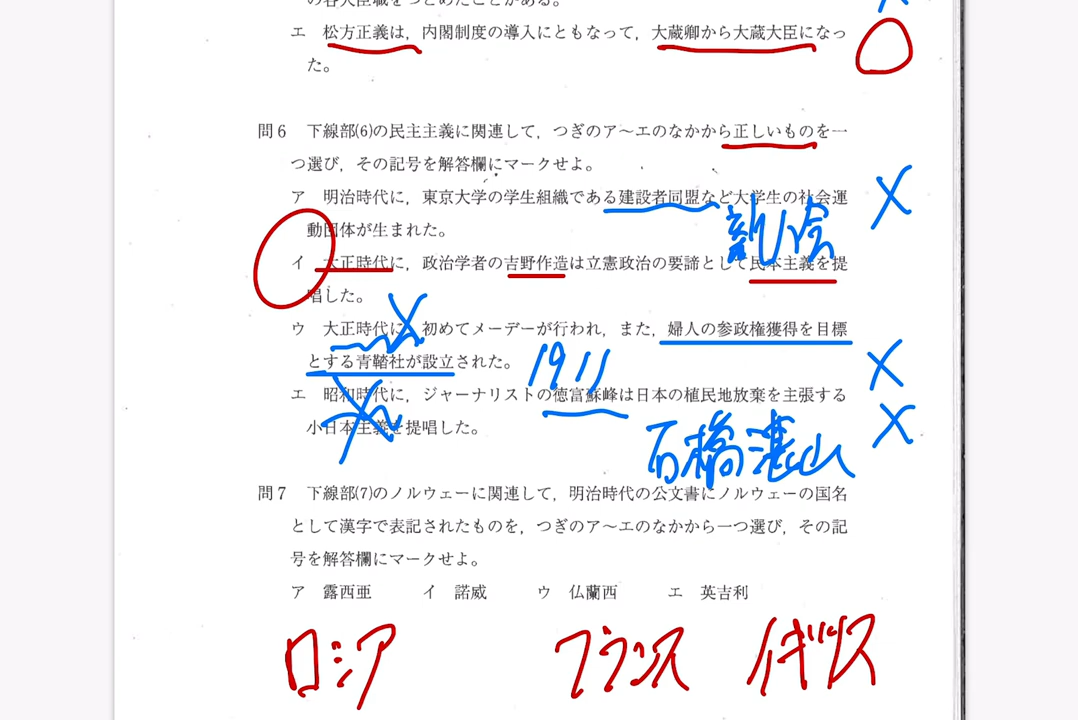 の各大臣職をつとめたことがある。
エ 松方正義は，内閣制度の導入にともなって，大蔵卿から大蔵大臣になっ
た。
問6 下線部(6)の民主主義に関連して，つぎのア〜エのなかから正しいものを一
つ選び，その記号を解答欄にマークせよ。
ア 明治時代に，東京大学の学生組織である建設者同盟など大学生の社会運
動団体が生まれた。
新人会
イ 大正時代に，政治学者の吉野作造は立憲政治の要諦として民本主義を提
唱した。
ウ 大正時代に，初めてメーデーが行われ，また，婦人の参政権獲得を目標
とする青鞜社が設立された。
1911
エ 昭和時代に，ジャーナリストの徳富蘇峰は日本の植民地放棄を主張する
小日本主義を提唱した。
石橋湛山
問7 下線部(7)のノルウェーに関連して，明治時代の公文書にノルウェーの国名
として漢字で表記されたものを，つぎのア〜エのなかから一つ選び，その記
号を解答欄にマークせよ。
ア 露西亜 イ 諾威 ウ 仏蘭西 エ 英吉利
ロシア フランス イギリス